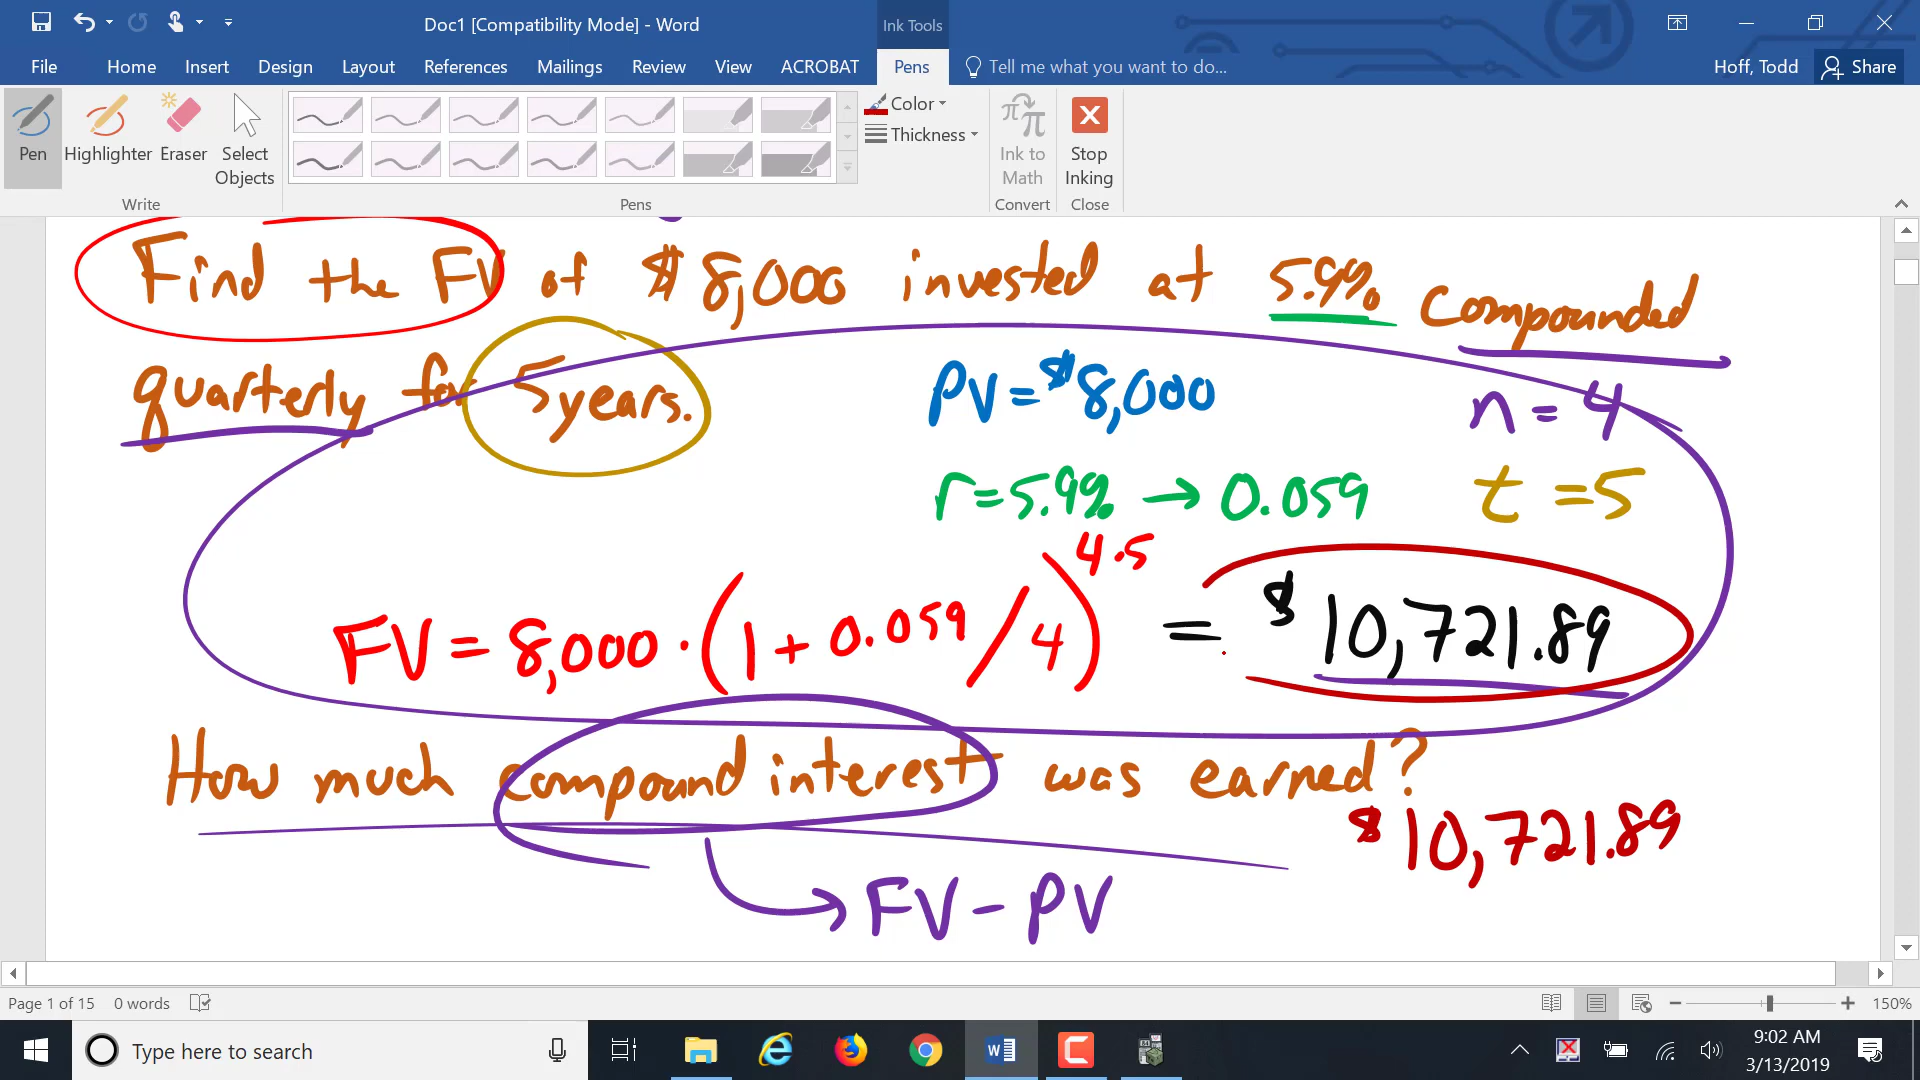 Doc1 [Compatibility Mode] - Word
Ink Tools
File Home Insert Design Layout References Mailings Review View ACROBAT Pens Tell me what you want to do... Hoff, Todd Share
Pen Highlighter Eraser Select Objects
Color
Thickness
Ink to Math
Stop Inking
Write Pens Convert Close
Find the FV of $8,000 invested at 5.9% compounded
quarterly for 5 years.
PV = $8,000
n = 4
r = 5.9% → 0.059
t = 5
FV = 8,000 · (1 + 0.059/4)^4·5 = $10,721.89
How much compound interest was earned?
$10,721.89
→ FV - PV
Page 1 of 15 0 words 150%
Type here to search
9:02 AM
3/13/2019